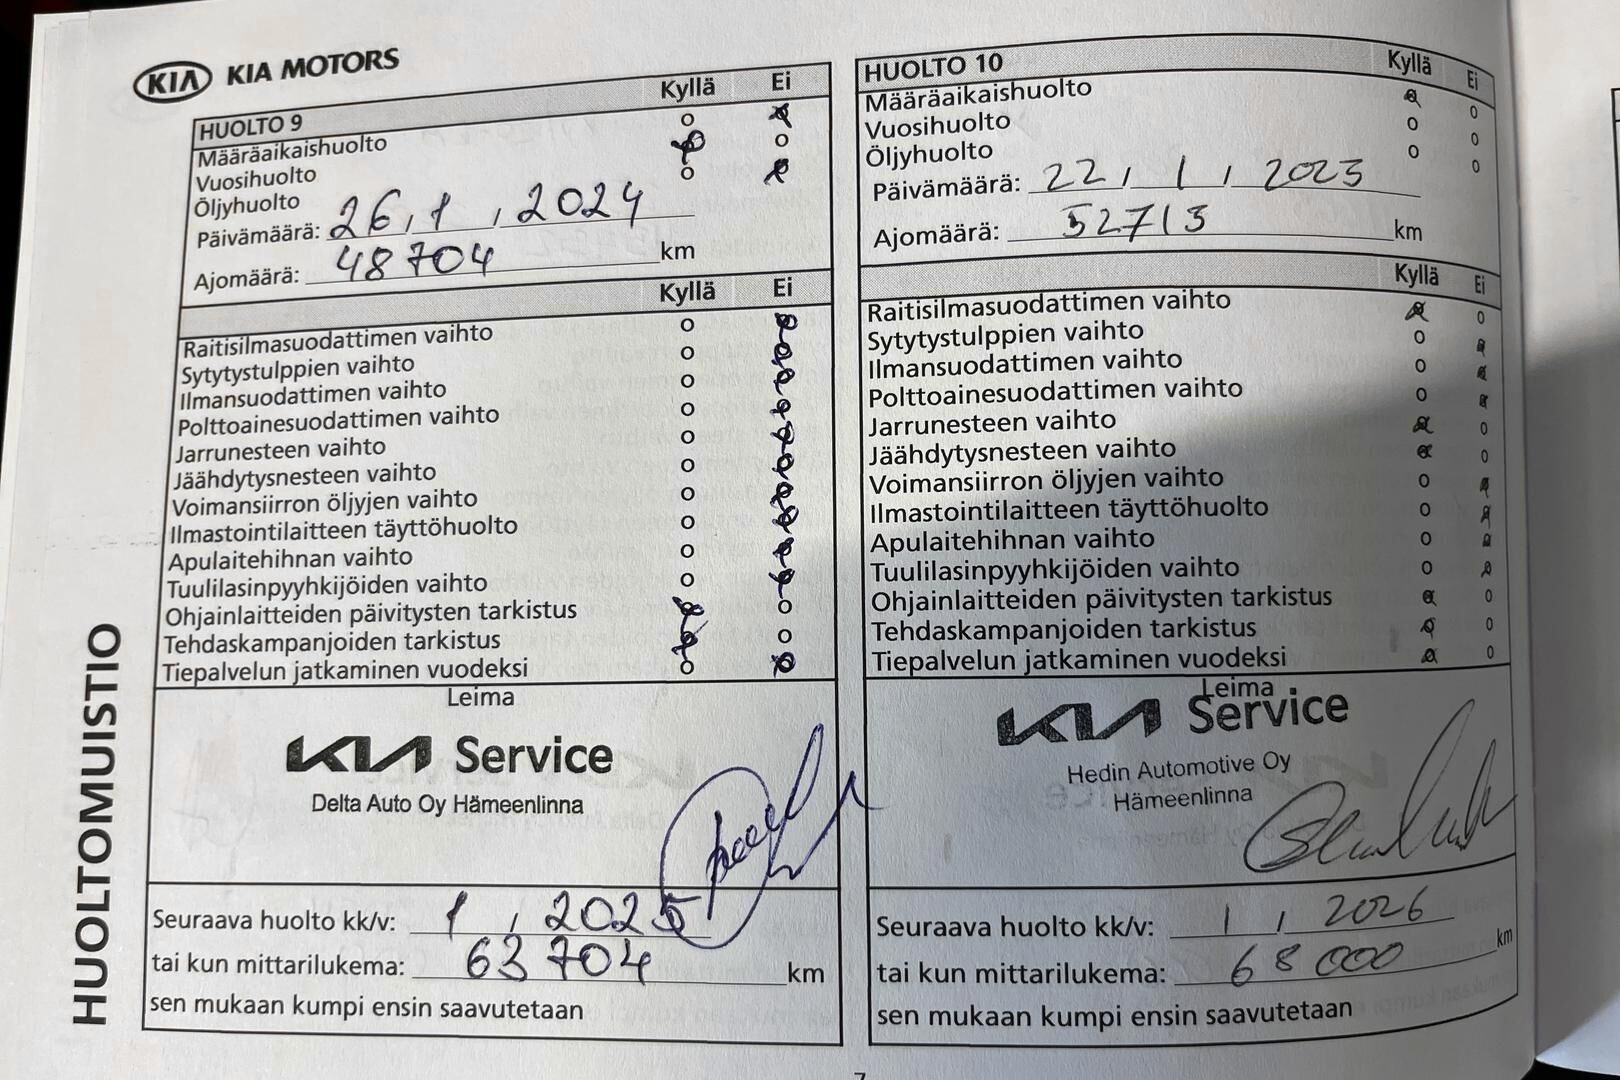 KIA KIA MOTORS
HUOLTOMUISTIO
HUOLTO 9 Kyllä Ei
Määräaikaishuolto
Vuosihuolto
Öljyhuolto
Päivämäärä: 26, 1, 2024
Ajomäärä: 48704 km
Kyllä Ei
Raitisilmasuodattimen vaihto
Sytytystulppien vaihto
Ilmansuodattimen vaihto
Polttoainesuodattimen vaihto
Jarrunesteen vaihto
Jäähdytysnesteen vaihto
Voimansiirron öljyjen vaihto
Ilmastointilaitteen täyttöhuolto
Apulaitehihnan vaihto
Tuulilasinpyyhkijöiden vaihto
Ohjainlaitteiden päivitysten tarkistus
Tehdaskampanjoiden tarkistus
Tiepalvelun jatkaminen vuodeksi
Leima
KIA Service
Delta Auto Oy Hämeenlinna
Seuraava huolto kk/v: 1, 2025
tai kun mittarilukema: 63704 km
sen mukaan kumpi ensin saavutetaan
HUOLTO 10 Kyllä Ei
Määräaikaishuolto
Vuosihuolto
Öljyhuolto
Päivämäärä: 22, 1, 2025
Ajomäärä: 52713 km
Kyllä Ei
Raitisilmasuodattimen vaihto
Sytytystulppien vaihto
Ilmansuodattimen vaihto
Polttoainesuodattimen vaihto
Jarrunesteen vaihto
Jäähdytysnesteen vaihto
Voimansiirron öljyjen vaihto
Ilmastointilaitteen täyttöhuolto
Apulaitehihnan vaihto
Tuulilasinpyyhkijöiden vaihto
Ohjainlaitteiden päivitysten tarkistus
Tehdaskampanjoiden tarkistus
Tiepalvelun jatkaminen vuodeksi
Leima
KIA Service
Hedin Automotive Oy
Hämeenlinna
Seuraava huolto kk/v: 1, 2026
tai kun mittarilukema: 68000 km
sen mukaan kumpi ensin saavutetaan